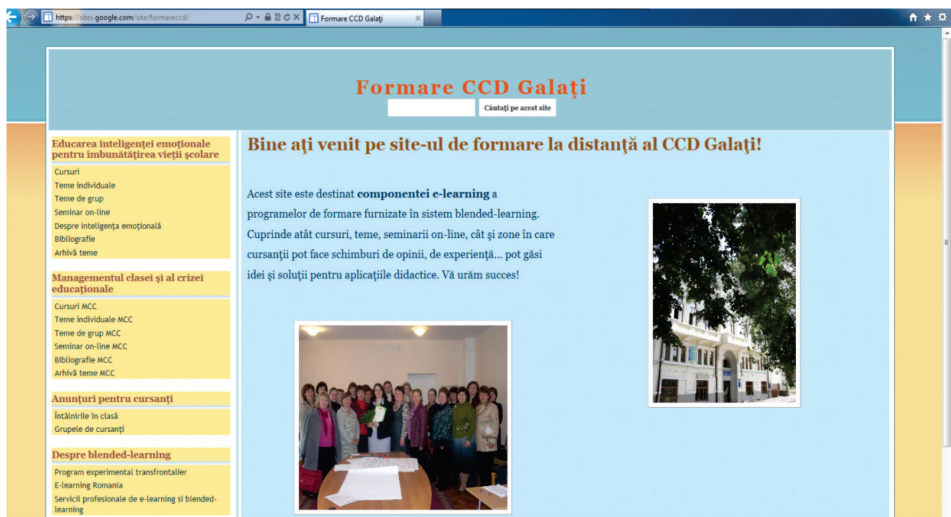 https://sites.google.com/site/formareccd/
Formare CCD Galați
Formare CCD Galați
Căutați pe acest site
Educarea inteligenței emoționale
pentru îmbunătățirea vieții școlare
Cursuri
Teme individuale
Teme de grup
Seminar on-line
Despre inteligența emoțională
Bibliografie
Arhivă teme
Managementul clasei și al crizei
educaționale
Cursuri MCC
Teme individuale MCC
Teme de grup MCC
Seminar on-line MCC
Bibliografie MCC
Arhivă teme MCC
Anunțuri pentru cursanți
Întâlnirile în clasă
Grupele de cursanți
Despre blended-learning
Program experimental transfrontalier
E-learning Romania
Servicii profesionale de e-learning si blended-
learning
Bine ați venit pe site-ul de formare la distanță al CCD Galați!
Acest site este destinat componentei e-learning a
programelor de formare furnizate în sistem blended-learning.
Cuprinde atât cursuri, teme, seminarii on-line, cât și zone în care
cursanții pot face schimburi de opinii, de experiență... pot găsi
idei și soluții pentru aplicațiile didactice. Vă urăm succes!